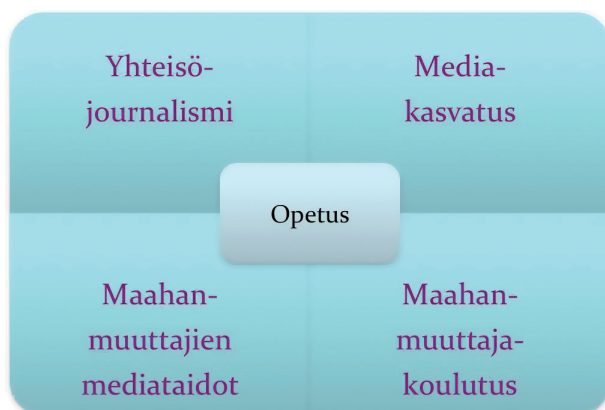 Yhteisö-
journalismi
Media-
kasvatus
Opetus
Maahan-
muuttajien
mediataidot
Maahan-
muuttaja-
koulutus